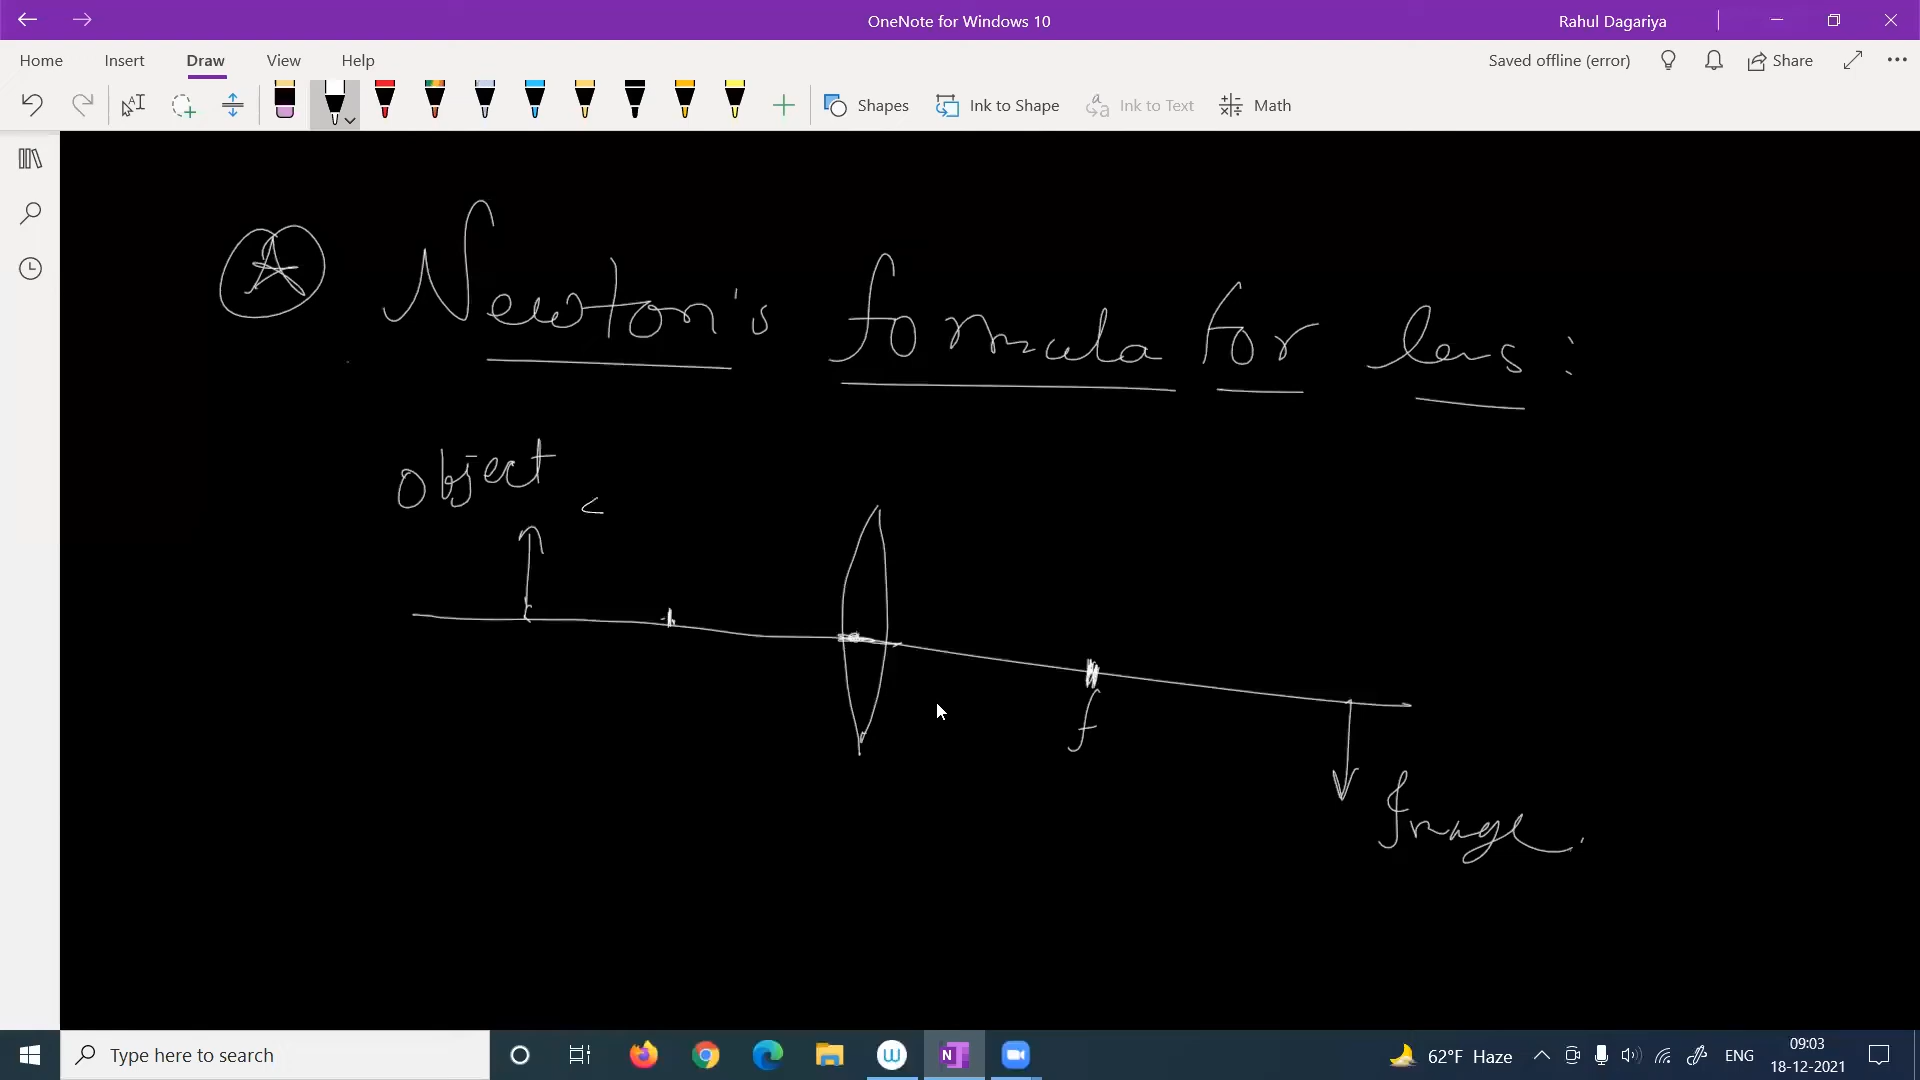 OneNote for Windows 10
Rahul Dagariya
Home Insert Draw View Help
Saved offline (error) Share
Shapes Ink to Shape Ink to Text Math
Newton's formula for lens:
Object
f
Image.
Type here to search
62°F Haze
ENG
09:03
18-12-2021